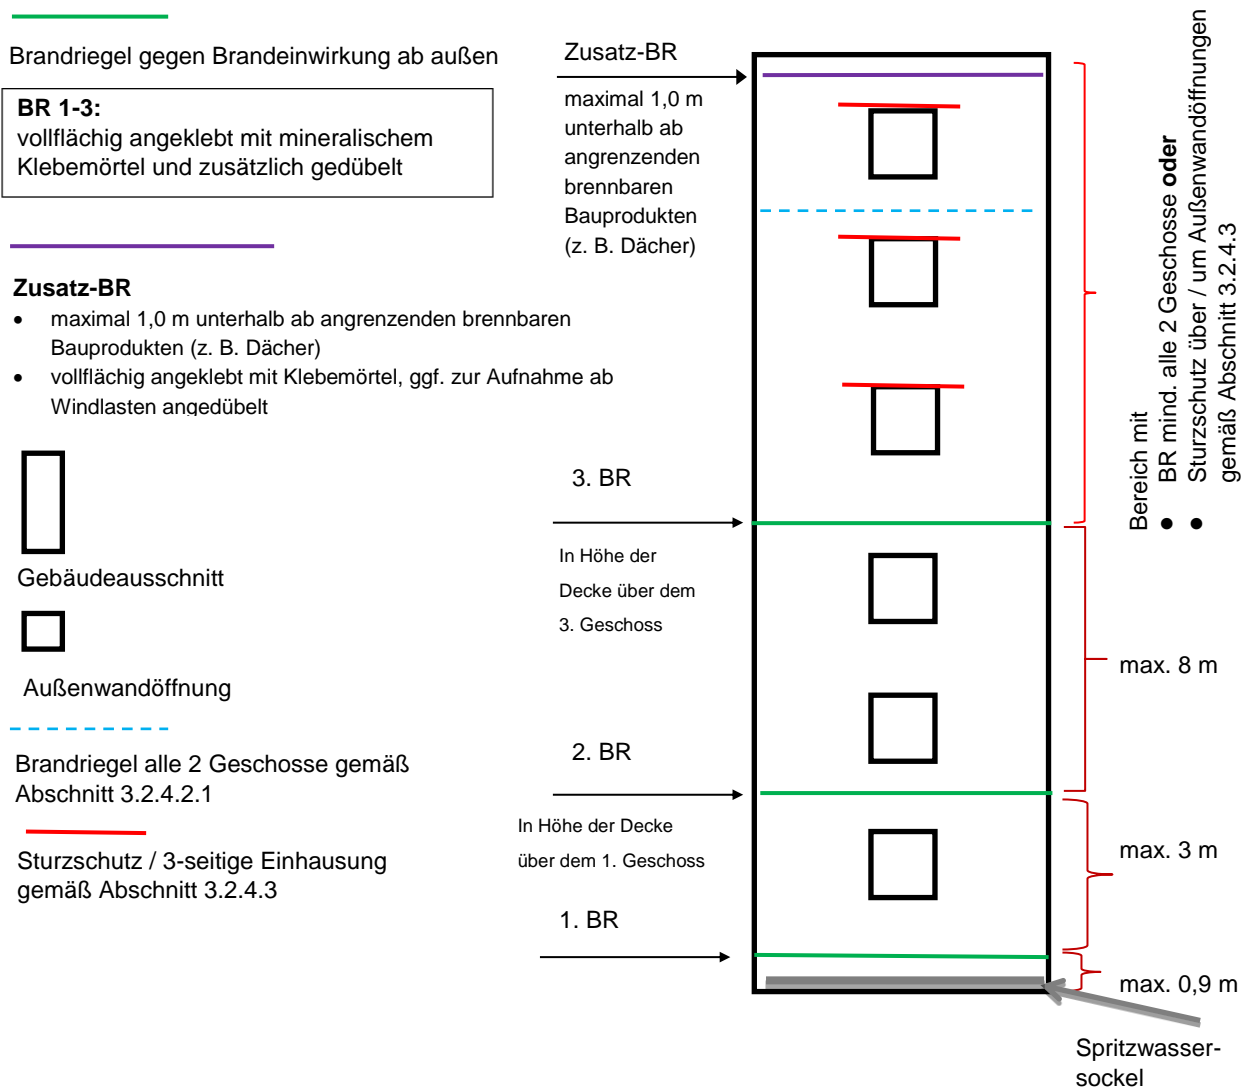 Brandriegel gegen Brandeinwirkung ab außen
BR 1-3:
vollflächig angeklebt mit mineralischem
Klebemörtel und zusätzlich gedübelt
Zusatz-BR
• maximal 1,0 m unterhalb ab angrenzenden brennbaren
Bauprodukten (z. B. Dächer)
• vollflächig angeklebt mit Klebemörtel, ggf. zur Aufnahme ab
Windlasten angedübelt
Gebäudeausschnitt
Außenwandöffnung
Brandriegel alle 2 Geschosse gemäß
Abschnitt 3.2.4.2.1
Sturzschutz / 3-seitige Einhausung
gemäß Abschnitt 3.2.4.3
Zusatz-BR
maximal 1,0 m
unterhalb ab
angrenzenden
brennbaren
Bauprodukten
(z. B. Dächer)
3. BR
In Höhe der
Decke über dem
3. Geschoss
2. BR
In Höhe der Decke
über dem 1. Geschoss
1. BR
Bereich mit
• BR mind. alle 2 Geschosse oder
• Sturzschutz über / um Außenwandöffnungen
gemäß Abschnitt 3.2.4.3
max. 8 m
max. 3 m
max. 0,9 m
Spritzwasser-
sockel